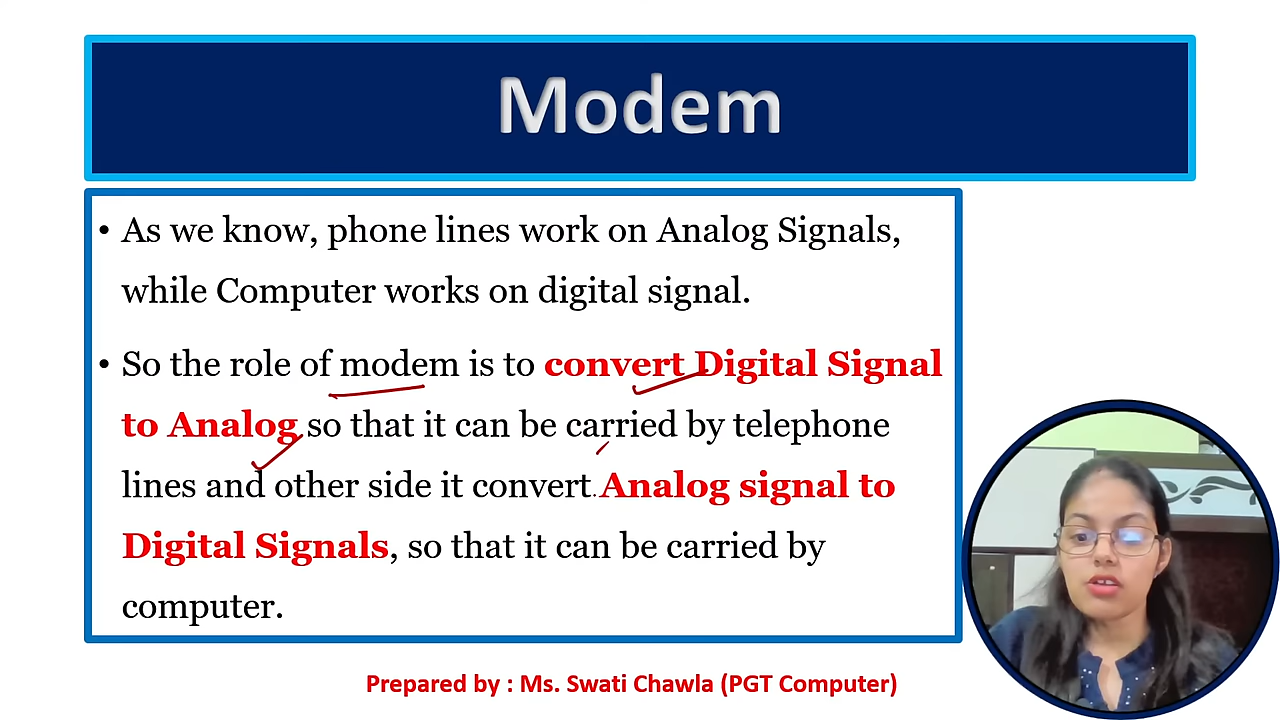 Modem
• As we know, phone lines work on Analog Signals,
while Computer works on digital signal.
• So the role of modem is to convert Digital Signal
to Analog so that it can be carried by telephone
lines and other side it convert Analog signal to
Digital Signals, so that it can be carried by
computer.
Prepared by : Ms. Swati Chawla (PGT Computer)